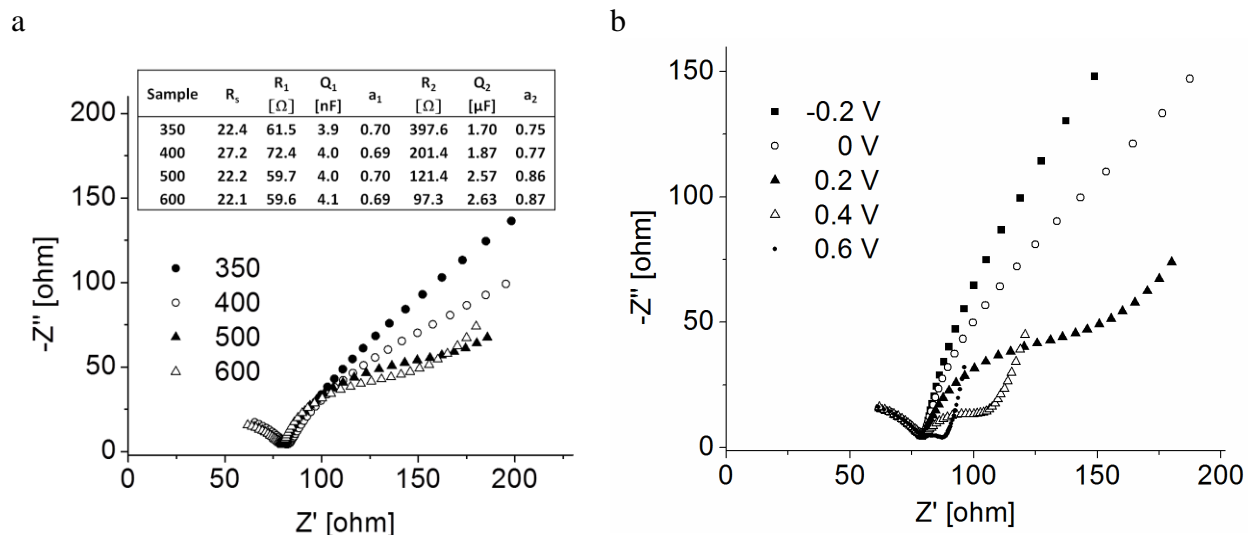 a
Sample Rs R1 [Ω] Q1 [nF] a1 R2 [Ω] Q2 [µF] a2
350 22.4 61.5 3.9 0.70 397.6 1.70 0.75
400 27.2 72.4 4.0 0.69 201.4 1.87 0.77
500 22.2 59.7 4.0 0.70 121.4 2.57 0.86
600 22.1 59.6 4.1 0.69 97.3 2.63 0.87
350
400
500
600
200
150
100
50
0
-Z'' [ohm]
0 50 100 150 200
Z' [ohm]
b
-0.2 V
0 V
0.2 V
0.4 V
0.6 V
150
100
50
0
-Z'' [ohm]
0 50 100 150 200
Z' [ohm]